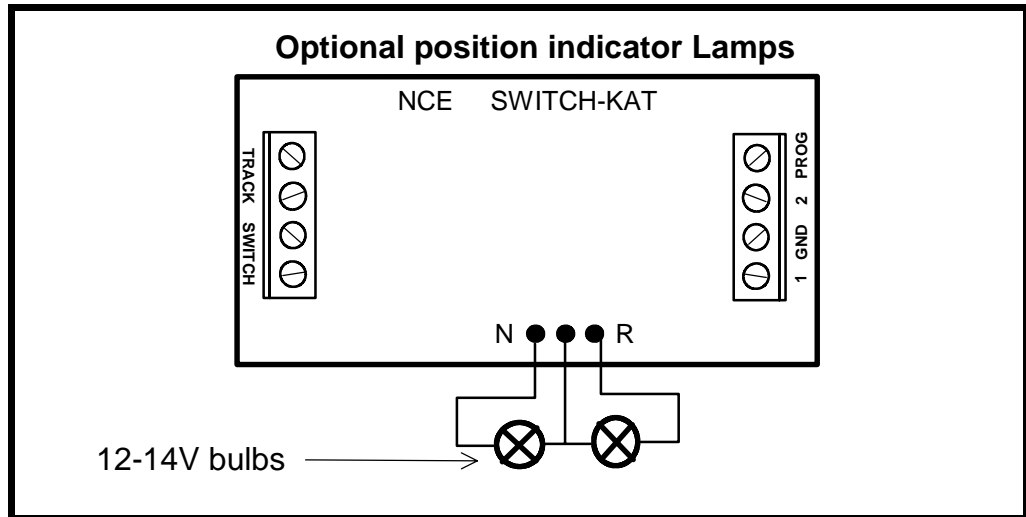 Optional position indicator Lamps
NCE SWITCH-KAT
TRACK SWITCH
1 GND 2 PROG
N R
12-14V bulbs